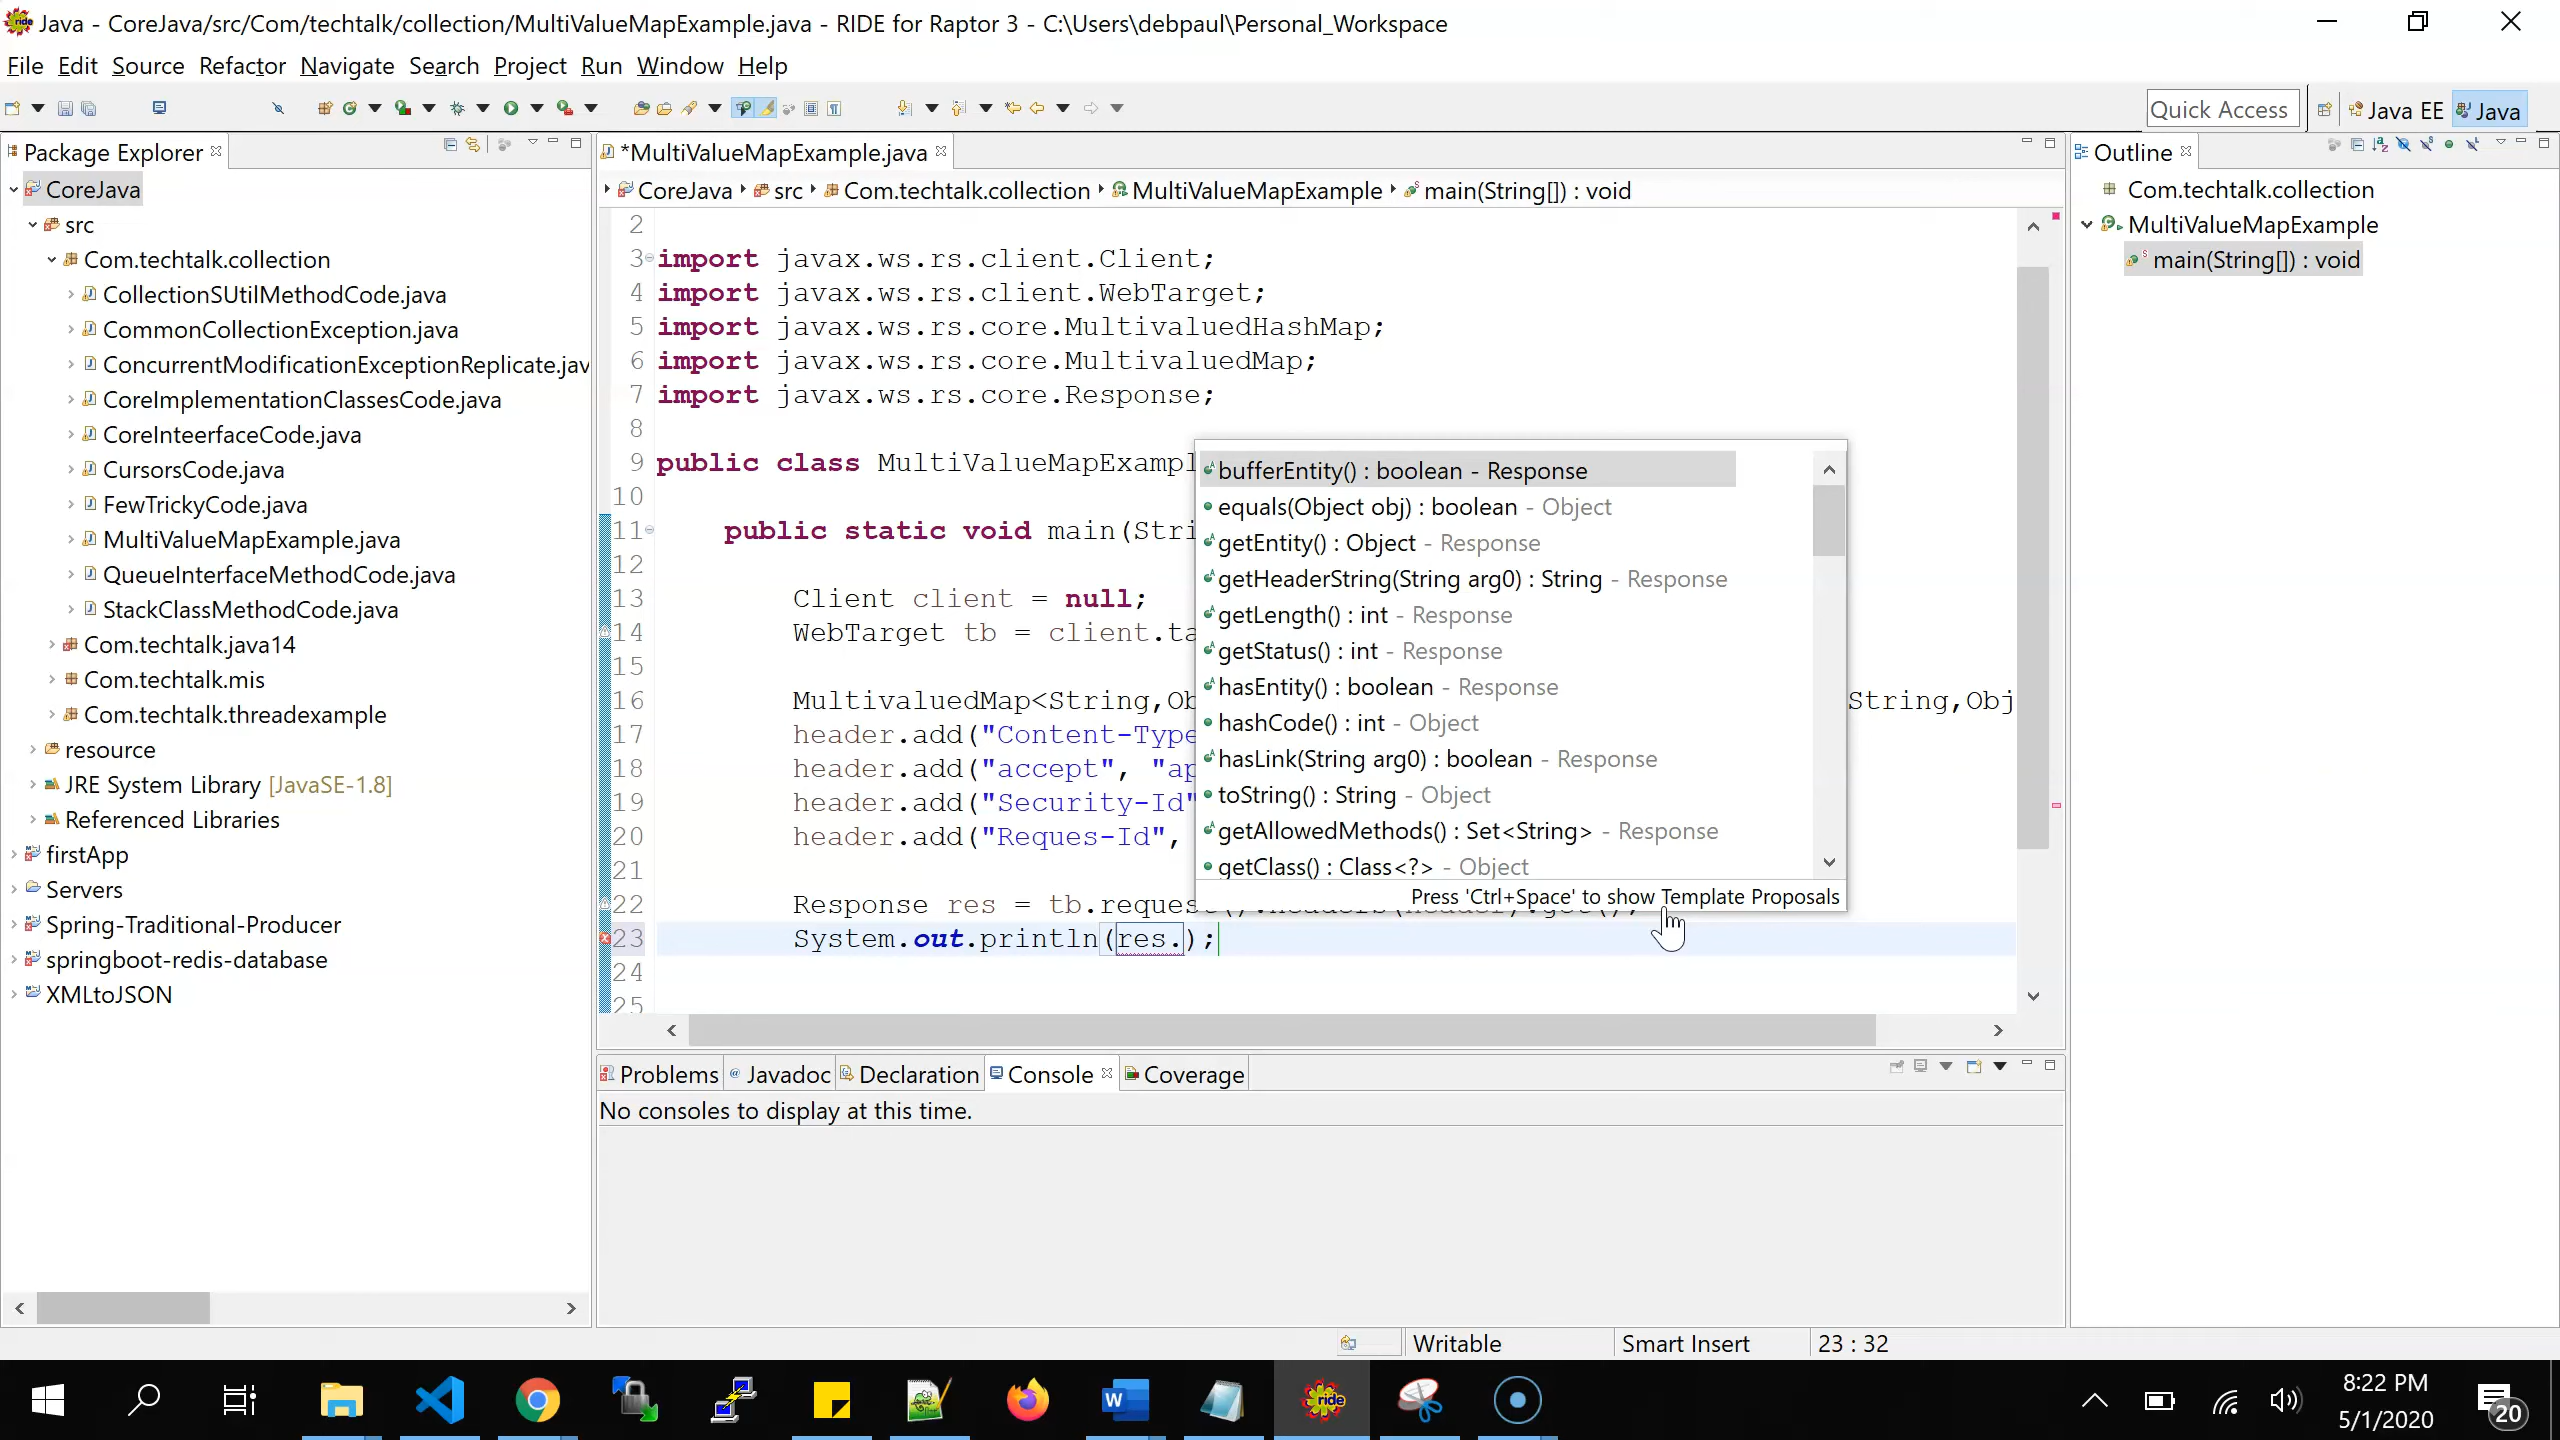 Java - CoreJava/src/Com/techtalk/collection/MultiValueMapExample.java - RIDE for Raptor 3 - C:\Users\debpaul\Personal_Workspace
File Edit Source Refactor Navigate Search Project Run Window Help
Quick Access
Java EE
Java
Package Explorer
CoreJava
src
Com.techtalk.collection
CollectionSUtilMethodCode.java
CommonCollectionException.java
ConcurrentModificationExceptionReplicate.jav
CoreImplementationClassesCode.java
CoreInteerfaceCode.java
CursorsCode.java
FewTrickyCode.java
MultiValueMapExample.java
QueueInterfaceMethodCode.java
StackClassMethodCode.java
Com.techtalk.java14
Com.techtalk.mis
Com.techtalk.threadexample
resource
JRE System Library [JavaSE-1.8]
Referenced Libraries
firstApp
Servers
Spring-Traditional-Producer
springboot-redis-database
XMLtoJSON
*MultiValueMapExample.java
CoreJava src Com.techtalk.collection MultiValueMapExample main(String[]) : void
2
3 import javax.ws.rs.client.Client;
4 import javax.ws.rs.client.WebTarget;
5 import javax.ws.rs.core.MultivaluedHashMap;
6 import javax.ws.rs.core.MultivaluedMap;
7 import javax.ws.rs.core.Response;
8
9 public class MultiValueMapExampl
10
11 public static void main(Stri
12
13 Client client = null;
14 WebTarget tb = client.ta
15
16 MultivaluedMap<String,Ob String,Obj
17 header.add("Content-Type
18 header.add("accept", "ap
19 header.add("Security-Id"
20 header.add("Reques-Id",
21
22 Response res = tb.request().headers(header).get();
23 System.out.println(res.);
24
25
bufferEntity() : boolean - Response
equals(Object obj) : boolean - Object
getEntity() : Object - Response
getHeaderString(String arg0) : String - Response
getLength() : int - Response
getStatus() : int - Response
hasEntity() : boolean - Response
hashCode() : int - Object
hasLink(String arg0) : boolean - Response
toString() : String - Object
getAllowedMethods() : Set<String> - Response
getClass() : Class<?> - Object
Press 'Ctrl+Space' to show Template Proposals
Outline
Com.techtalk.collection
MultiValueMapExample
main(String[]) : void
Problems Javadoc Declaration Console Coverage
No consoles to display at this time.
Writable
Smart Insert
23 : 32
ride
8:22 PM
5/1/2020
20